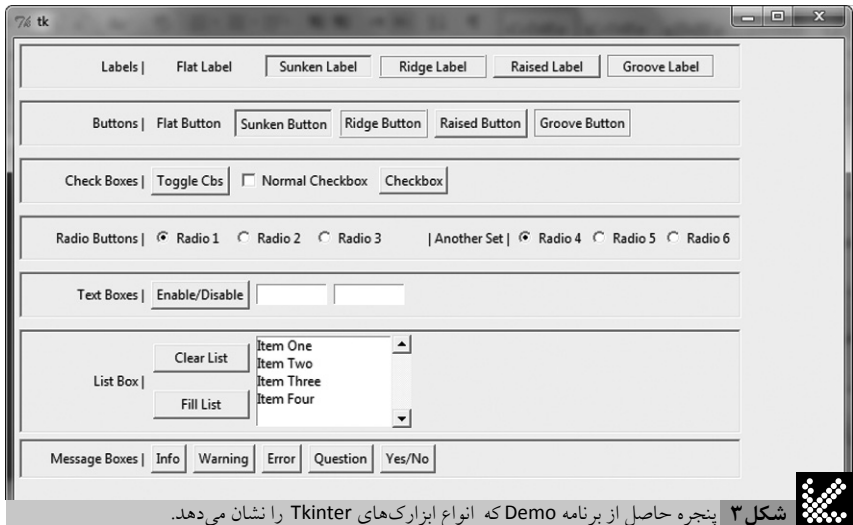 tk
Labels | Flat Label Sunken Label Ridge Label Raised Label Groove Label
Buttons | Flat Button Sunken Button Ridge Button Raised Button Groove Button
Check Boxes | Toggle Cbs Normal Checkbox Checkbox
Radio Buttons | Radio 1 Radio 2 Radio 3 | Another Set | Radio 4 Radio 5 Radio 6
Text Boxes | Enable/Disable
List Box | Clear List Fill List
Item One
Item Two
Item Three
Item Four
Message Boxes | Info Warning Error Question Yes/No
شکل۳ پنجره حاصل از برنامه Demo که انواع ابزارک‌های Tkinter را نشان می‌دهد.